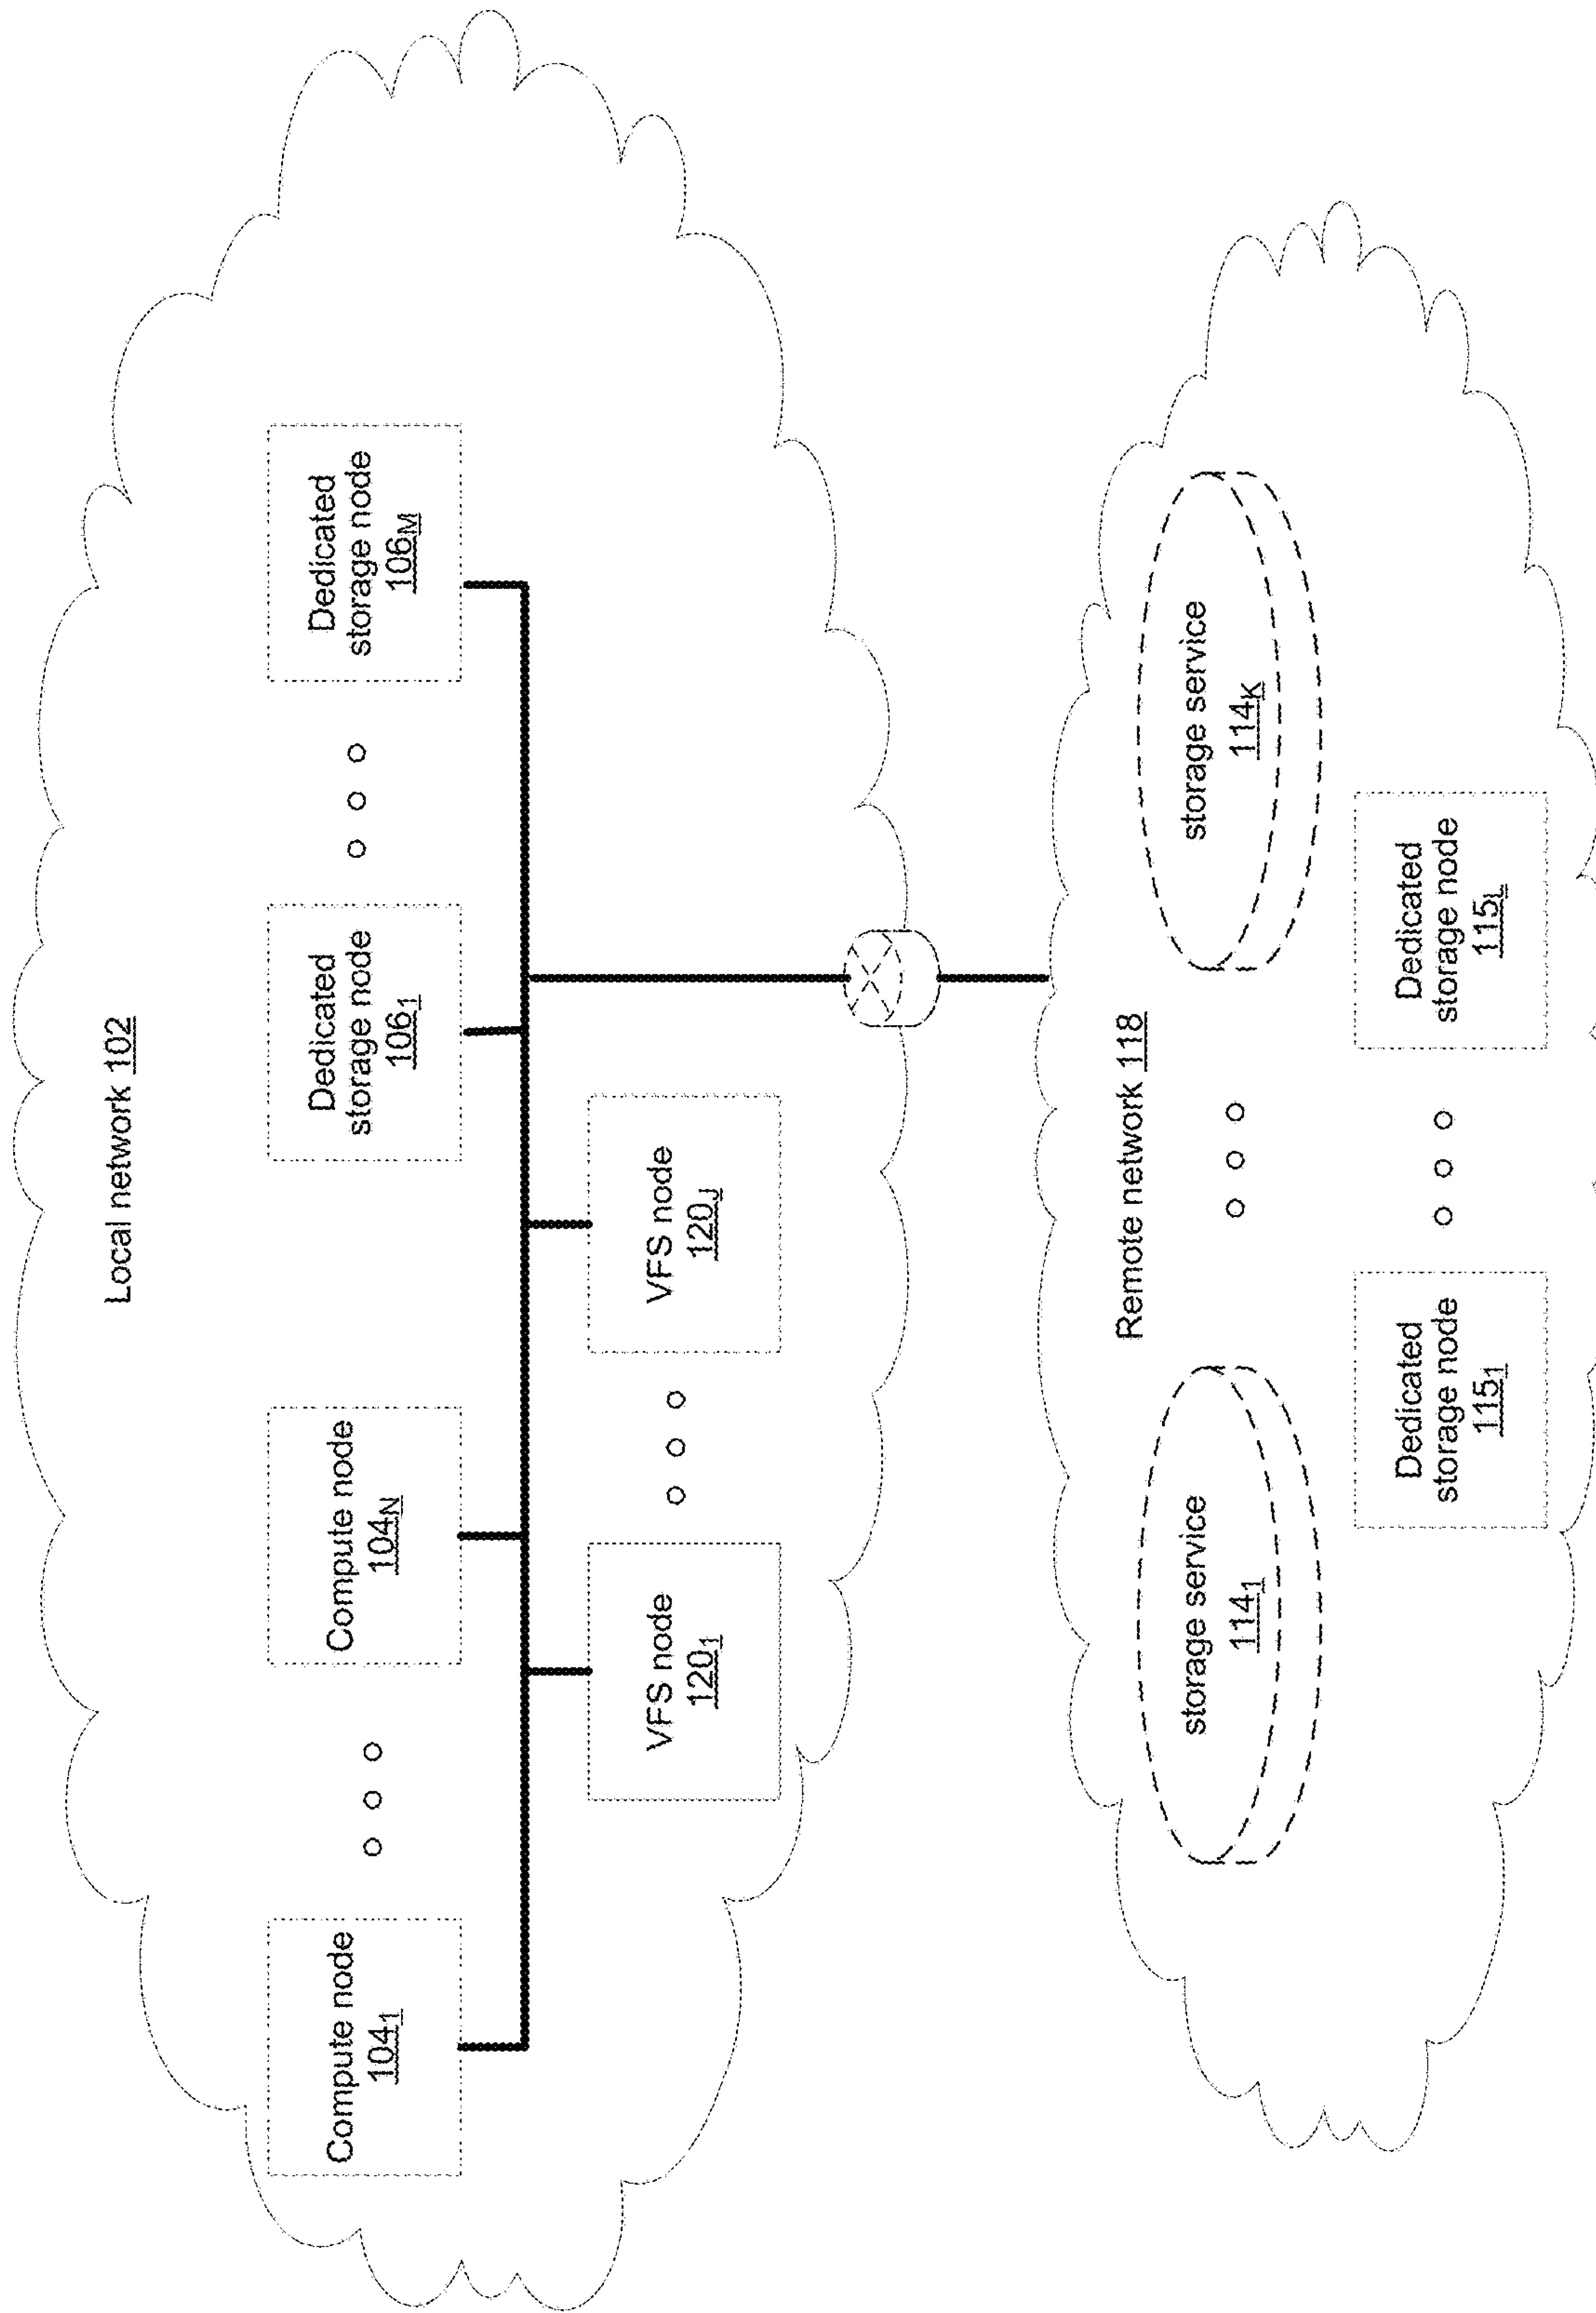 Local network 102
Compute node
104₁
Compute node
104N
Dedicated
storage node
106₁
Dedicated
storage node
106M
VFS node
120₁
VFS node
120J
Remote network 118
storage service
114₁
storage service
114K
Dedicated
storage node
115₁
Dedicated
storage node
115L